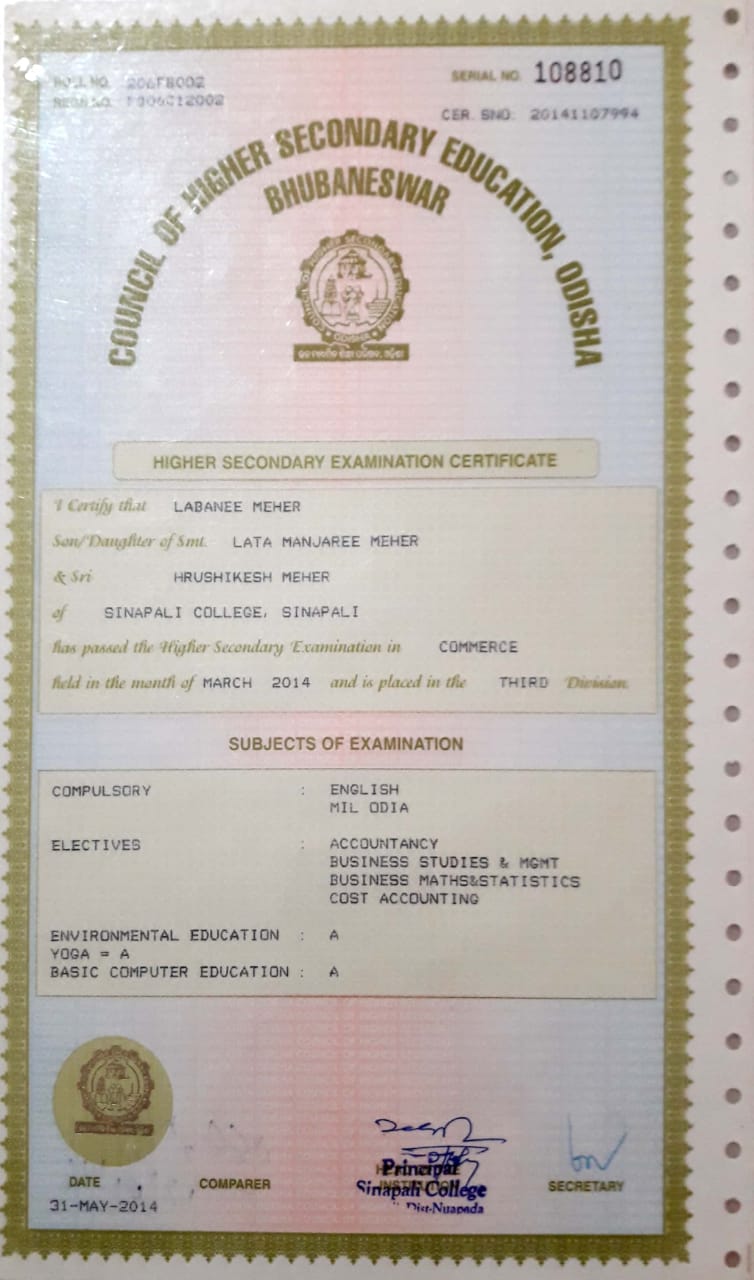 ROLL NO. 206FB002
SERIAL NO. 108810
REGN NO.
CER. SNO: 20141107994
COUNCIL OF HIGHER SECONDARY EDUCATION, ODISHA
BHUBANESWAR
HIGHER SECONDARY EXAMINATION CERTIFICATE
I Certify that LABANEE MEHER
Son/Daughter of Smt. LATA MANJAREE MEHER
& Sri HRUSHIKESH MEHER
of SINAPALI COLLEGE, SINAPALI
has passed the Higher Secondary Examination in COMMERCE
held in the month of MARCH 2014 and is placed in the THIRD Division.
SUBJECTS OF EXAMINATION
COMPULSORY : ENGLISH
MIL ODIA
ELECTIVES : ACCOUNTANCY
BUSINESS STUDIES & MGMT
BUSINESS MATHS&STATISTICS
COST ACCOUNTING
ENVIRONMENTAL EDUCATION : A
YOGA = A
BASIC COMPUTER EDUCATION : A
Principal
Sinapali College
Dist-Nuapada
DATE
COMPARER
SECRETARY
31-MAY-2014